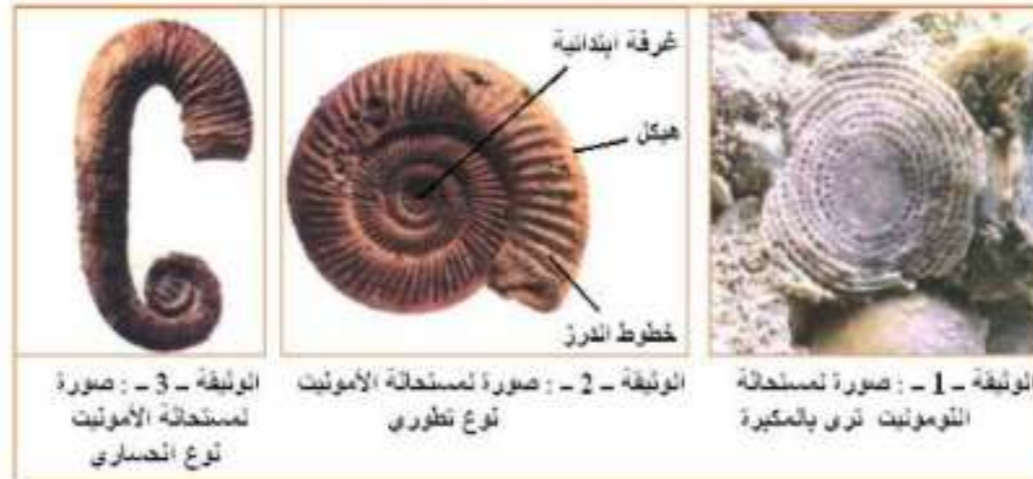 غرفة ابتدائية
هيكل
خطوط الدرز
الوثيقة - 1 - : صورة لمستحاثة
النوموليت ترى بالمكبرة
الوثيقة - 2 - : صورة لمستحاثة الأمونيت
نوع تطوري
الوثيقة - 3 - : صورة
لمستحاثة الأمونيت
نوع انحساري